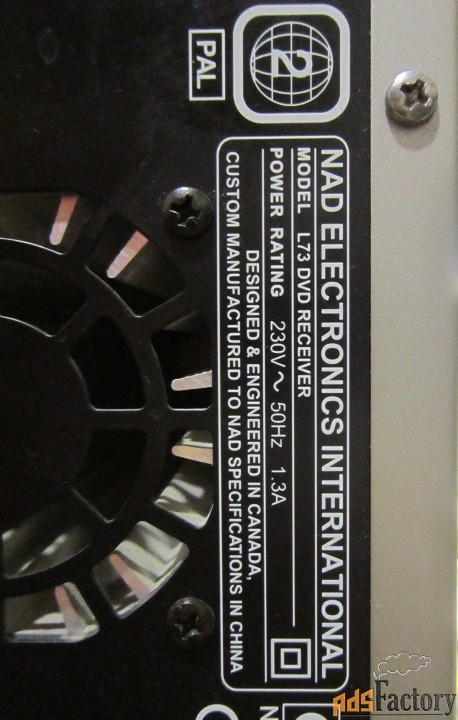 2
PAL
NAD ELECTRONICS INTERNATIONAL
MODEL L73 DVD RECEIVER
POWER RATING 230V~ 50Hz 1.3A
DESIGNED & ENGINEERED IN CANADA,
CUSTOM MANUFACTURED TO NAD SPECIFICATIONS IN CHINA
adsFactory